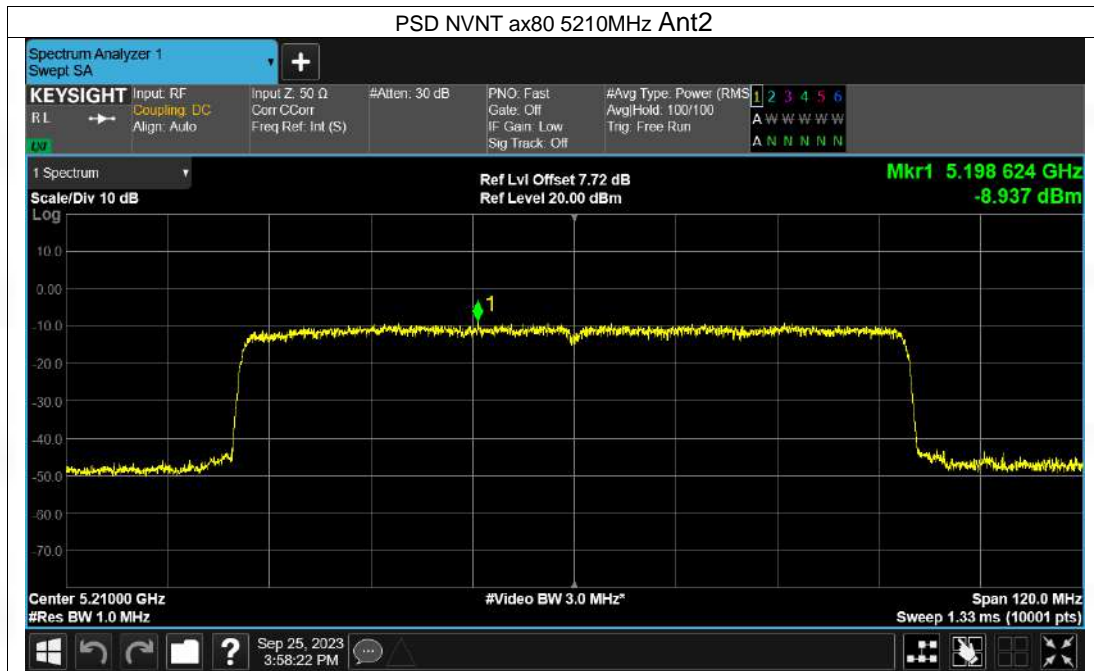 PSD NVNT ax80 5210MHz Ant2
Spectrum Analyzer 1
Swept SA
KEYSIGHT
RL
LXI
Input: RF
Coupling: DC
Align: Auto
Input Z: 50 Ω
Corr CCorr
Freq Ref: Int (S)
#Atten: 30 dB
PNO: Fast
Gate: Off
IF Gain: Low
Sig Track: Off
#Avg Type: Power (RMS
Avg|Hold: 100/100
Trig: Free Run
1 2 3 4 5 6
A W W W W W
A N N N N N
1 Spectrum
Scale/Div 10 dB
Log
Ref Lvl Offset 7.72 dB
Ref Level 20.00 dBm
Mkr1 5.198 624 GHz
-8.937 dBm
10.0
0.00
-10.0
-20.0
-30.0
-40.0
-50.0
-60.0
-70.0
1
Center 5.21000 GHz
#Res BW 1.0 MHz
#Video BW 3.0 MHz*
Span 120.0 MHz
Sweep 1.33 ms (10001 pts)
?
Sep 25, 2023
3:58:22 PM